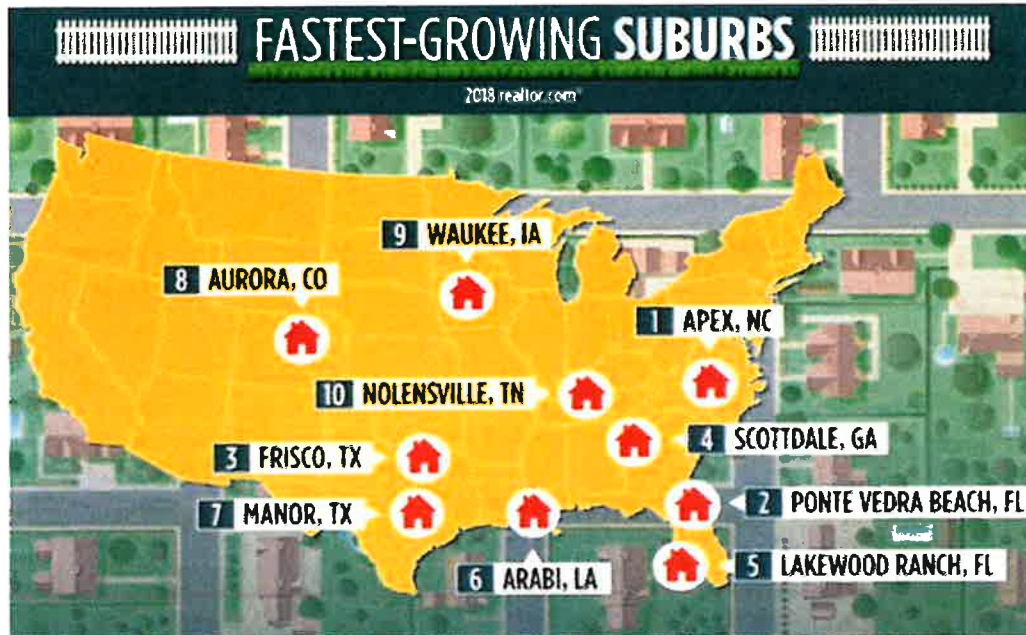 FASTEST-GROWING SUBURBS
2018 realtor.com
9 WAUKEE, IA
8 AURORA, CO
1 APEX, NC
10 NOLENSVILLE, TN
4 SCOTTDALE, GA
3 FRISCO, TX
7 MANOR, TX
2 PONTE VEDRA BEACH, FL
5 LAKEWOOD RANCH, FL
6 ARABI, LA